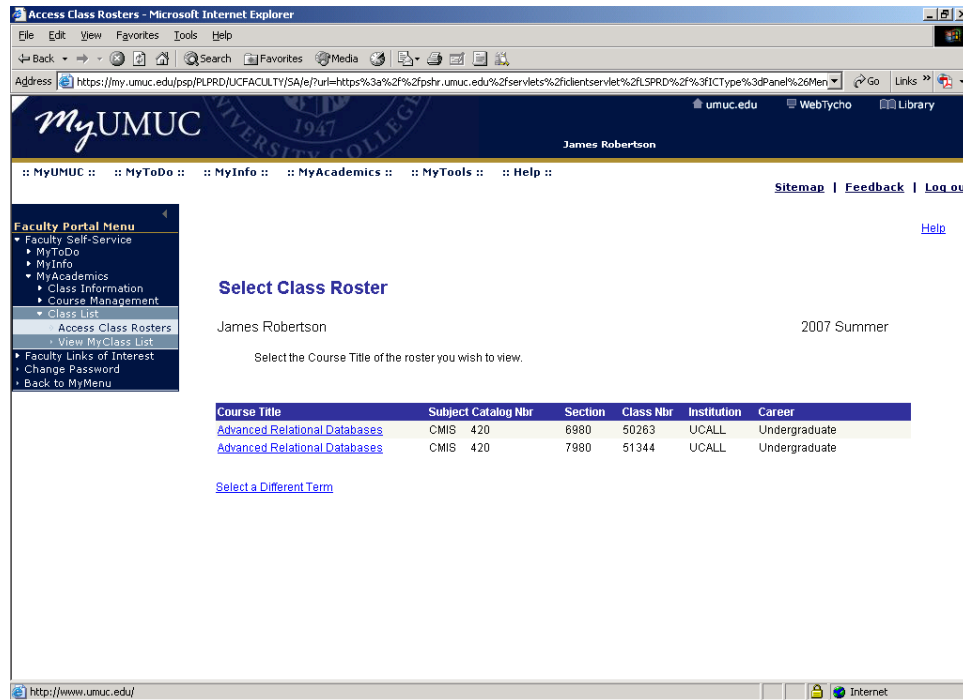 Access Class Rosters - Microsoft Internet Explorer
File Edit View Favorites Tools Help
Back Search Favorites Media
Address https://my.umuc.edu/psp/PLPRD/UCFACULTY/SA/e/?url=https%3a%2f%2fpshr.umuc.edu%2fservlets%2ficlientservlet%2fLSPRD%2f%3fICType%3dPanel%26Men Go Links »
MyUMUC
1947
umuc.edu WebTycho Library
James Robertson
:: MyUMUC :: :: MyToDo :: :: MyInfo :: :: MyAcademics :: :: MyTools :: :: Help ::
Sitemap | Feedback | Log ou
Help
Faculty Portal Menu
Faculty Self-Service
MyToDo
MyInfo
MyAcademics
Class Information
Course Management
Class List
Access Class Rosters
View MyClass List
Faculty Links of Interest
Change Password
Back to MyMenu
Select Class Roster
James Robertson 2007 Summer
Select the Course Title of the roster you wish to view.
Course Title Subject Catalog Nbr Section Class Nbr Institution Career
Advanced Relational Databases CMIS 420 6980 50263 UCALL Undergraduate
Advanced Relational Databases CMIS 420 7980 51344 UCALL Undergraduate
Select a Different Term
http://www.umuc.edu/ Internet